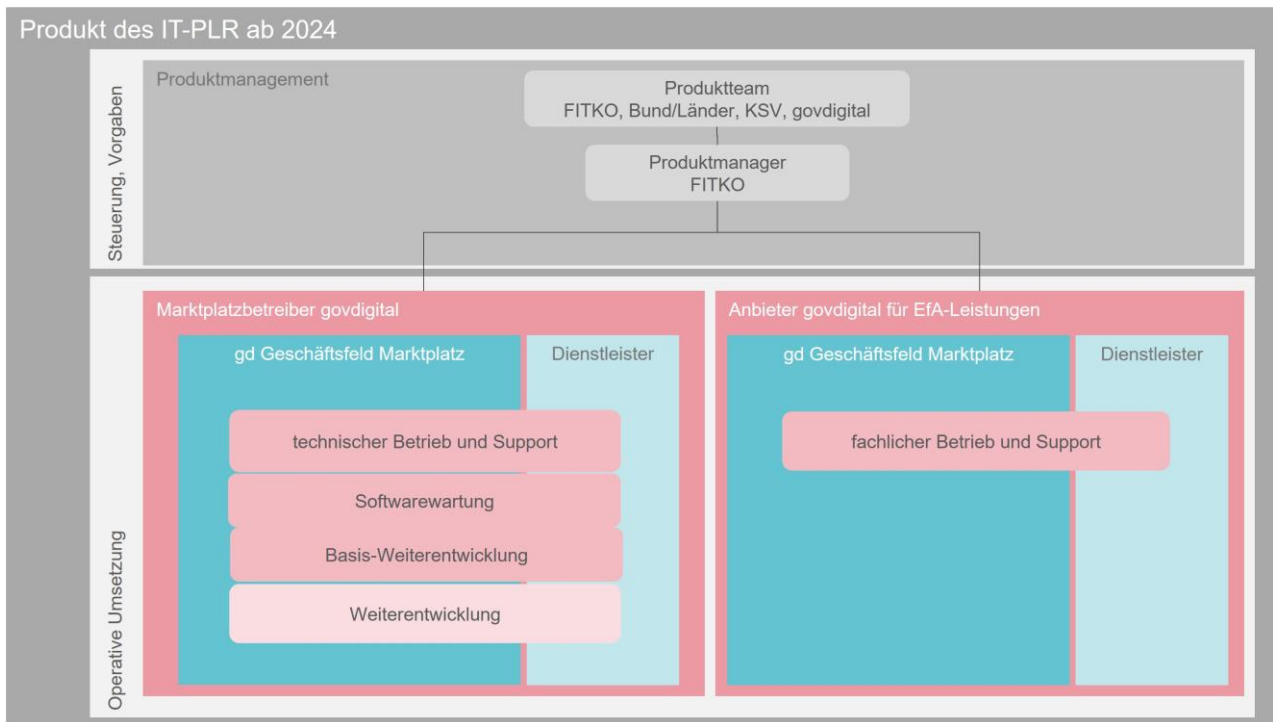 Produkt des IT-PLR ab 2024
Steuerung, Vorgaben
Produktmanagement
Produktteam
FITKO, Bund/Länder, KSV, govdigital
Produktmanager
FITKO
Operative Umsetzung
Marktplatzbetreiber govdigital
gd Geschäftsfeld Marktplatz
Dienstleister
technischer Betrieb und Support
Softwarewartung
Basis-Weiterentwicklung
Weiterentwicklung
Anbieter govdigital für EfA-Leistungen
gd Geschäftsfeld Marktplatz
Dienstleister
fachlicher Betrieb und Support